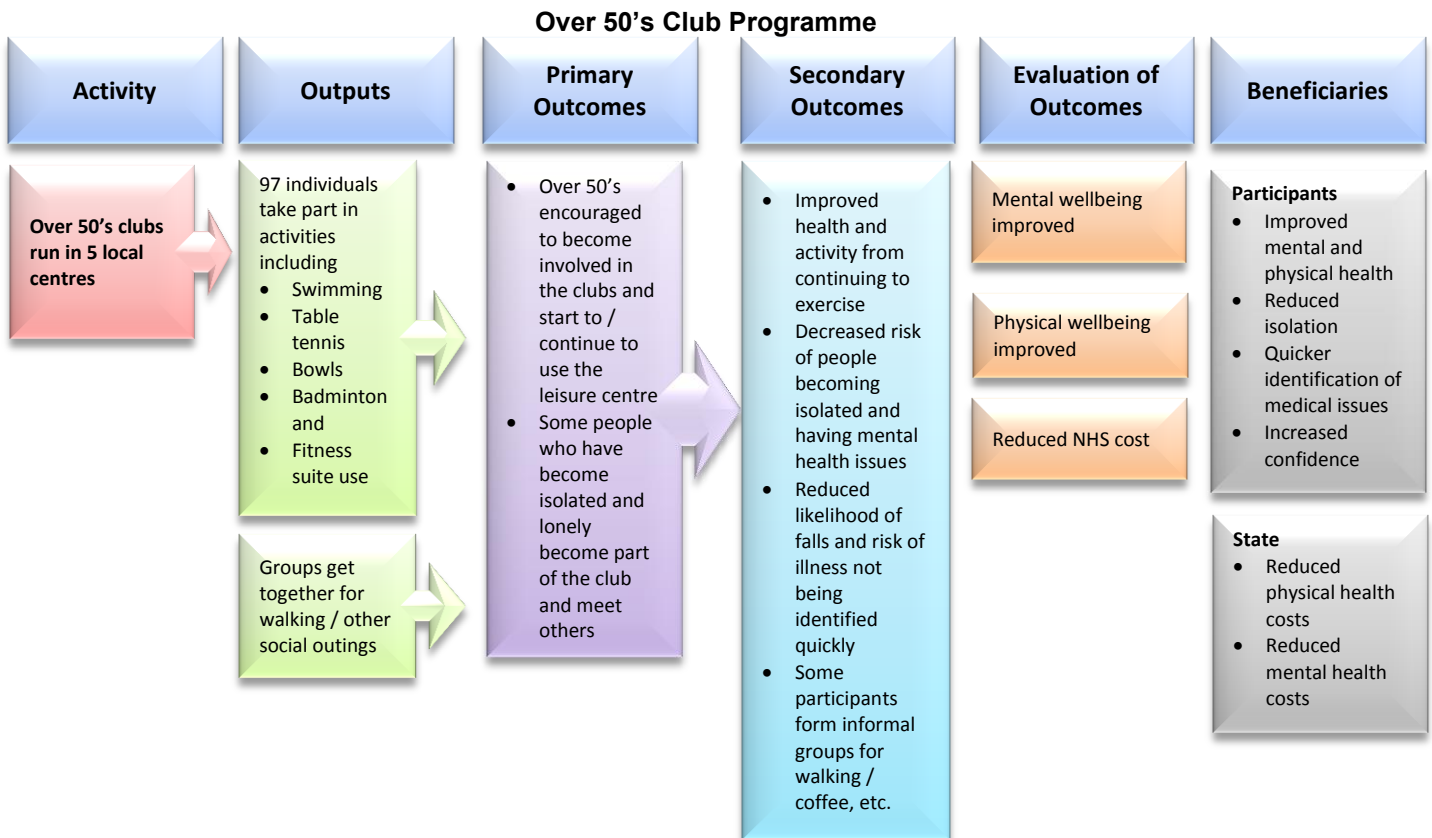 Over 50’s Club Programme
Activity
Outputs
Primary
Outcomes
Secondary
Outcomes
Evaluation of
Outcomes
Beneficiaries
Over 50’s clubs
run in 5 local
centres
97 individuals
take part in
activities
including
• Swimming
• Table
tennis
• Bowls
• Badminton
and
• Fitness
suite use
Groups get
together for
walking / other
social outings
• Over 50’s
encouraged
to become
involved in
the clubs and
start to /
continue to
use the
leisure centre
• Some people
who have
become
isolated and
lonely
become part
of the club
and meet
others
• Improved
health and
activity from
continuing to
exercise
• Decreased risk
of people
becoming
isolated and
having mental
health issues
• Reduced
likelihood of
falls and risk of
illness not
being
identified
quickly
• Some
participants
form informal
groups for
walking /
coffee, etc.
Mental wellbeing
improved
Physical wellbeing
improved
Reduced NHS cost
Participants
• Improved
mental and
physical health
• Reduced
isolation
• Quicker
identification of
medical issues
• Increased
confidence
State
• Reduced
physical health
costs
• Reduced
mental health
costs